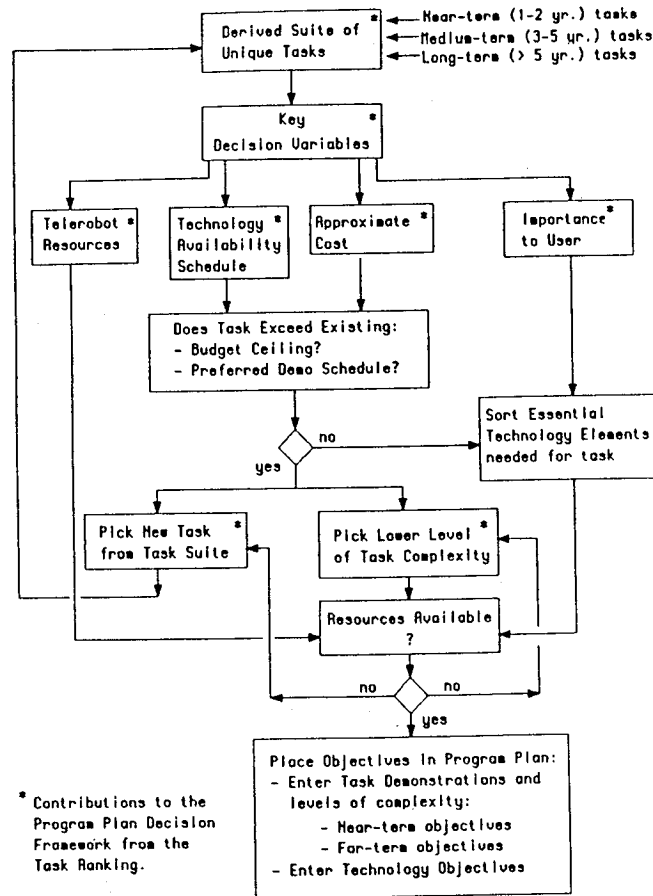 Derived Suite of *
Unique Tasks
Near-term (1-2 yr.) tasks
Medium-term (3-5 yr.) tasks
Long-term (> 5 yr.) tasks
Key *
Decision Variables
Telerobot *
Resources
Technology *
Availability
Schedule
Approximate *
Cost
Importance *
to User
Does Task Exceed Existing:
- Budget Ceiling?
- Preferred Demo Schedule?
no
yes
Sort Essential
Technology Elements
needed for task
Pick New Task *
from Task Suite
Pick Lower Level *
of Task Complexity
Resources Available
?
no
no
yes
Place Objectives in Program Plan:
- Enter Task Demonstrations and
levels of complexity:
- Near-term objectives
- Far-term objectives
- Enter Technology Objectives
* Contributions to the
Program Plan Decision
Framework from the
Task Ranking.